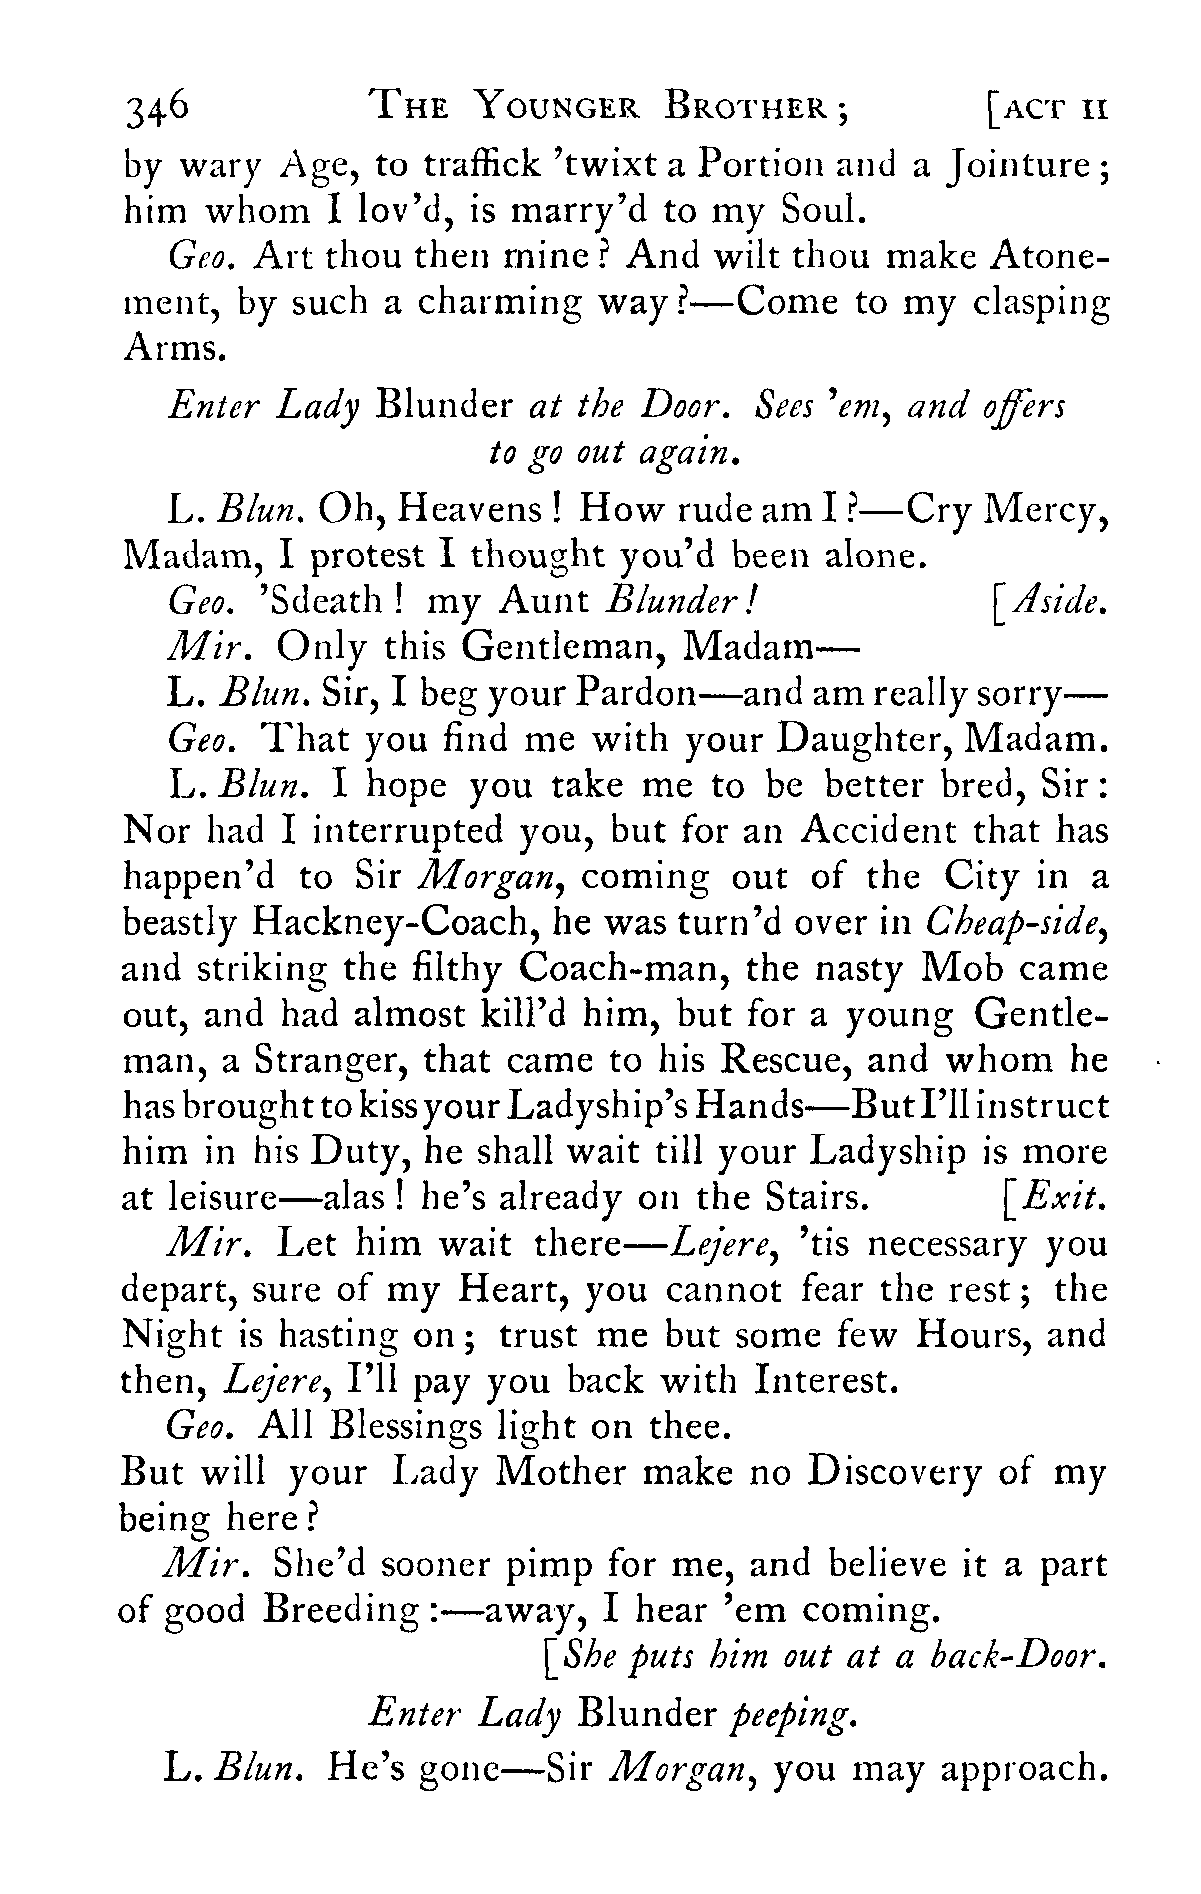 346 The Younger Brother; [ACT II
by wary Age, to traffick 'twixt a Portion and a Jointure;
him whom I lov'd, is marry'd to my Soul.
Geo. Art thou then mine? And wilt thou make Atone-
ment, by such a charming way?—Come to my clasping
Arms.
Enter Lady Blunder at the Door. Sees 'em, and offers
to go out again.
L. Blun. Oh, Heavens! How rude am I?—Cry Mercy,
Madam, I protest I thought you'd been alone.
Geo. 'Sdeath! my Aunt Blunder! [Aside.
Mir. Only this Gentleman, Madam—
L. Blun. Sir, I beg your Pardon—and am really sorry—
Geo. That you find me with your Daughter, Madam.
L. Blun. I hope you take me to be better bred, Sir:
Nor had I interrupted you, but for an Accident that has
happen'd to Sir Morgan, coming out of the City in a
beastly Hackney-Coach, he was turn'd over in Cheap-side,
and striking the filthy Coach-man, the nasty Mob came
out, and had almost kill'd him, but for a young Gentle-
man, a Stranger, that came to his Rescue, and whom he
has brought to kiss your Ladyship's Hands—But I'll instruct
him in his Duty, he shall wait till your Ladyship is more
at leisure—alas! he's already on the Stairs. [Exit.
Mir. Let him wait there—Lejere, 'tis necessary you
depart, sure of my Heart, you cannot fear the rest; the
Night is hasting on; trust me but some few Hours, and
then, Lejere, I'll pay you back with Interest.
Geo. All Blessings light on thee.
But will your Lady Mother make no Discovery of my
being here?
Mir. She'd sooner pimp for me, and believe it a part
of good Breeding:—away, I hear 'em coming.
[She puts him out at a back-Door.
Enter Lady Blunder peeping.
L. Blun. He's gone—Sir Morgan, you may approach.